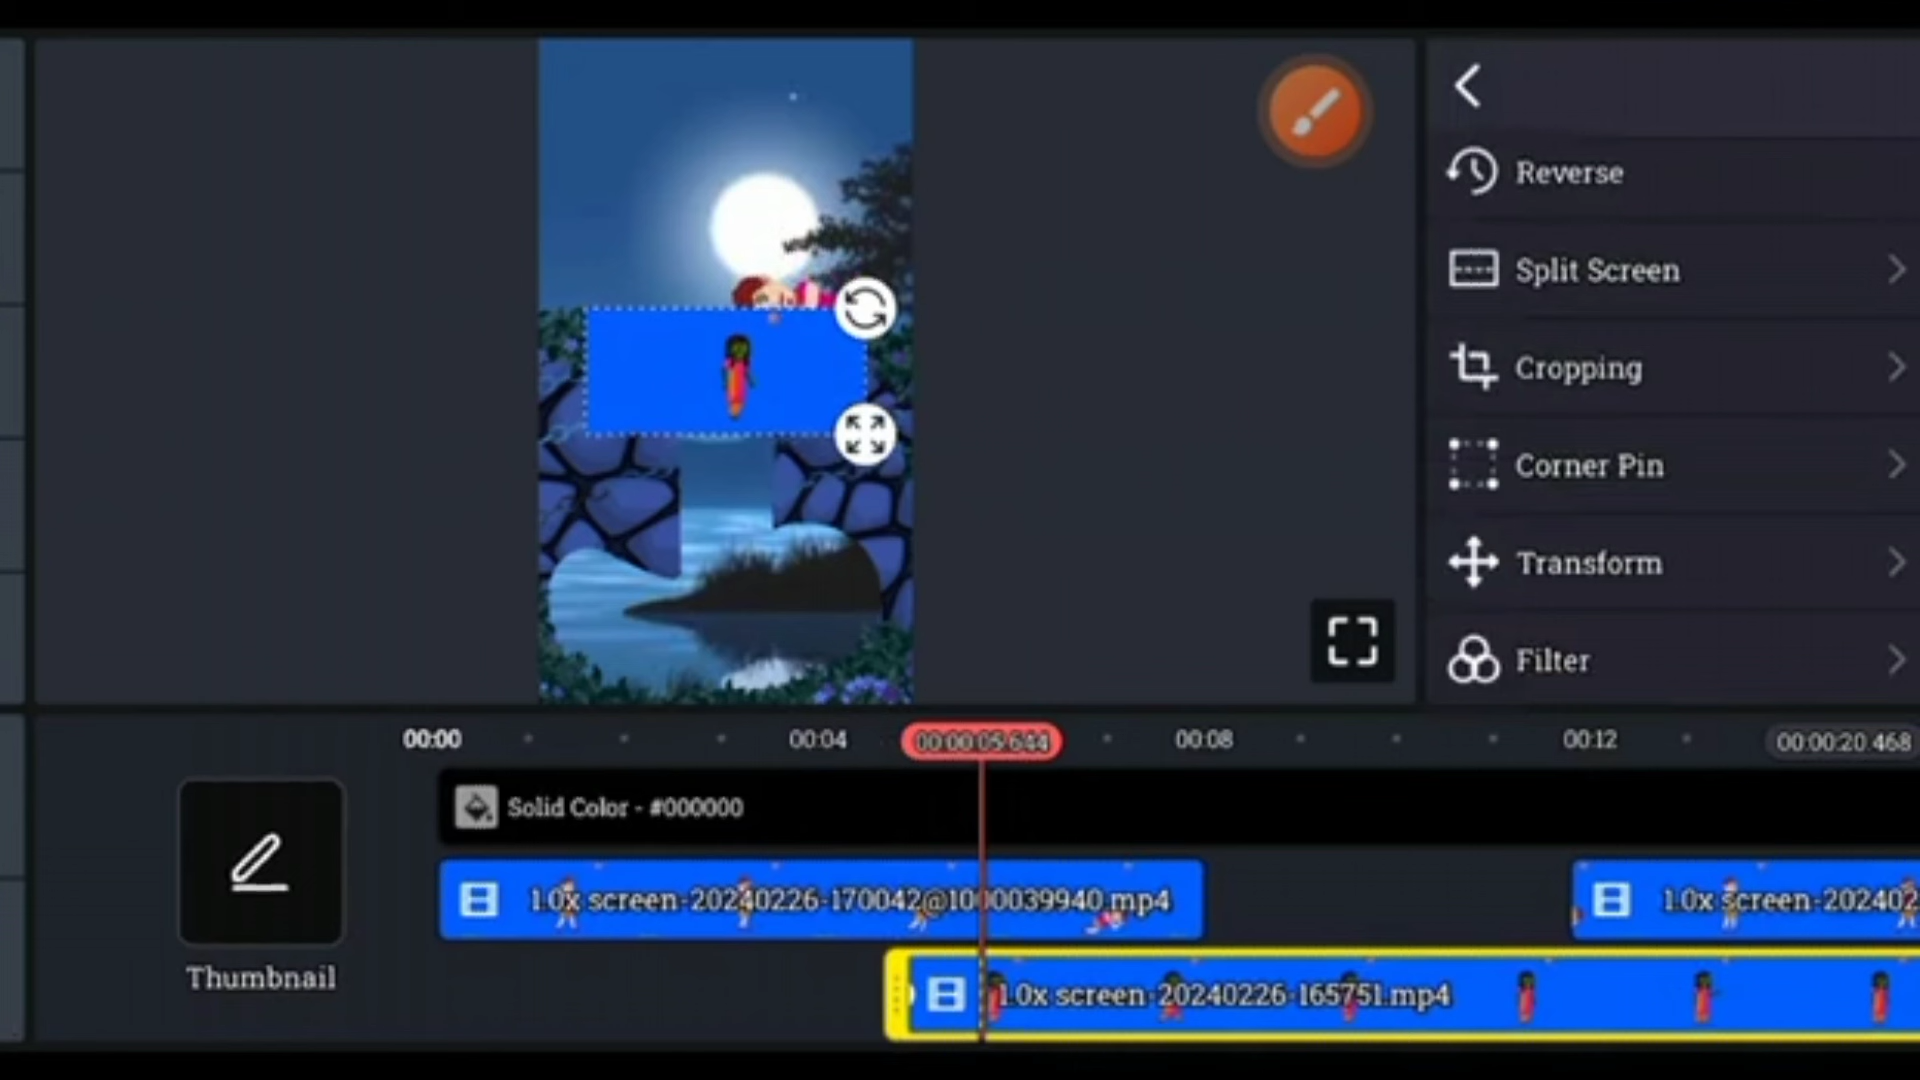 Reverse
Split Screen
Cropping
Corner Pin
Transform
Filter
00:00
00:04
00:00:05.644
00:08
00:12
00:00:20.468
Solid Color - #000000
1.0x screen-20240226-170042@1000039940.mp4
1.0x screen-202402
Thumbnail
1.0x screen-20240226-165751.mp4